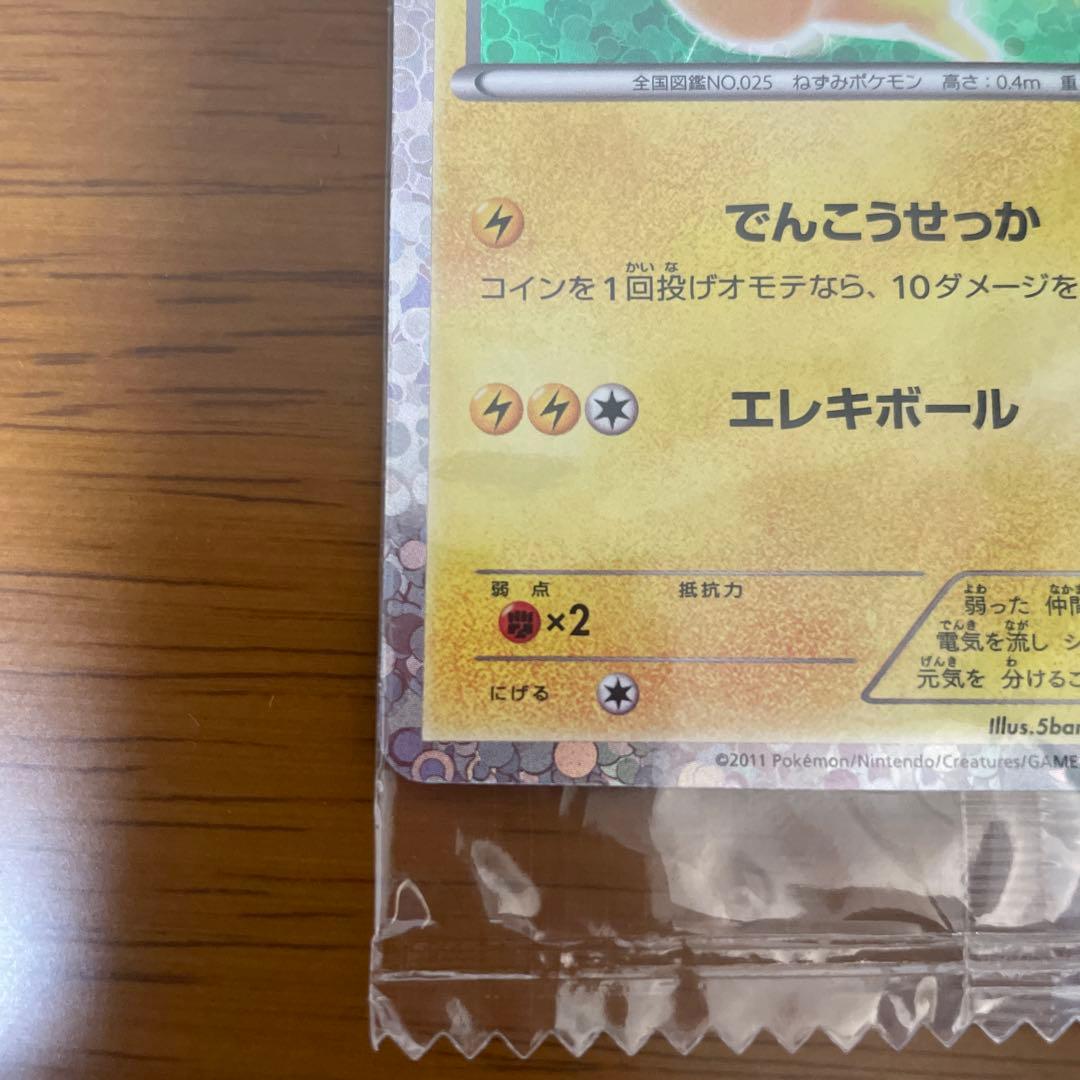 全国図鑑NO.025 ねずみポケモン 高さ:0.4m 重
でんこうせっか
かい な
コインを1回投げオモテなら、10ダメージを
エレキボール
弱点 抵抗力
×2
にげる
よわ なかま
弱った 仲間
でんき なが
電気を流し シ
げんき わ
元気を 分けるこ
Illus.5ban
©2011 Pokémon/Nintendo/Creatures/GAME